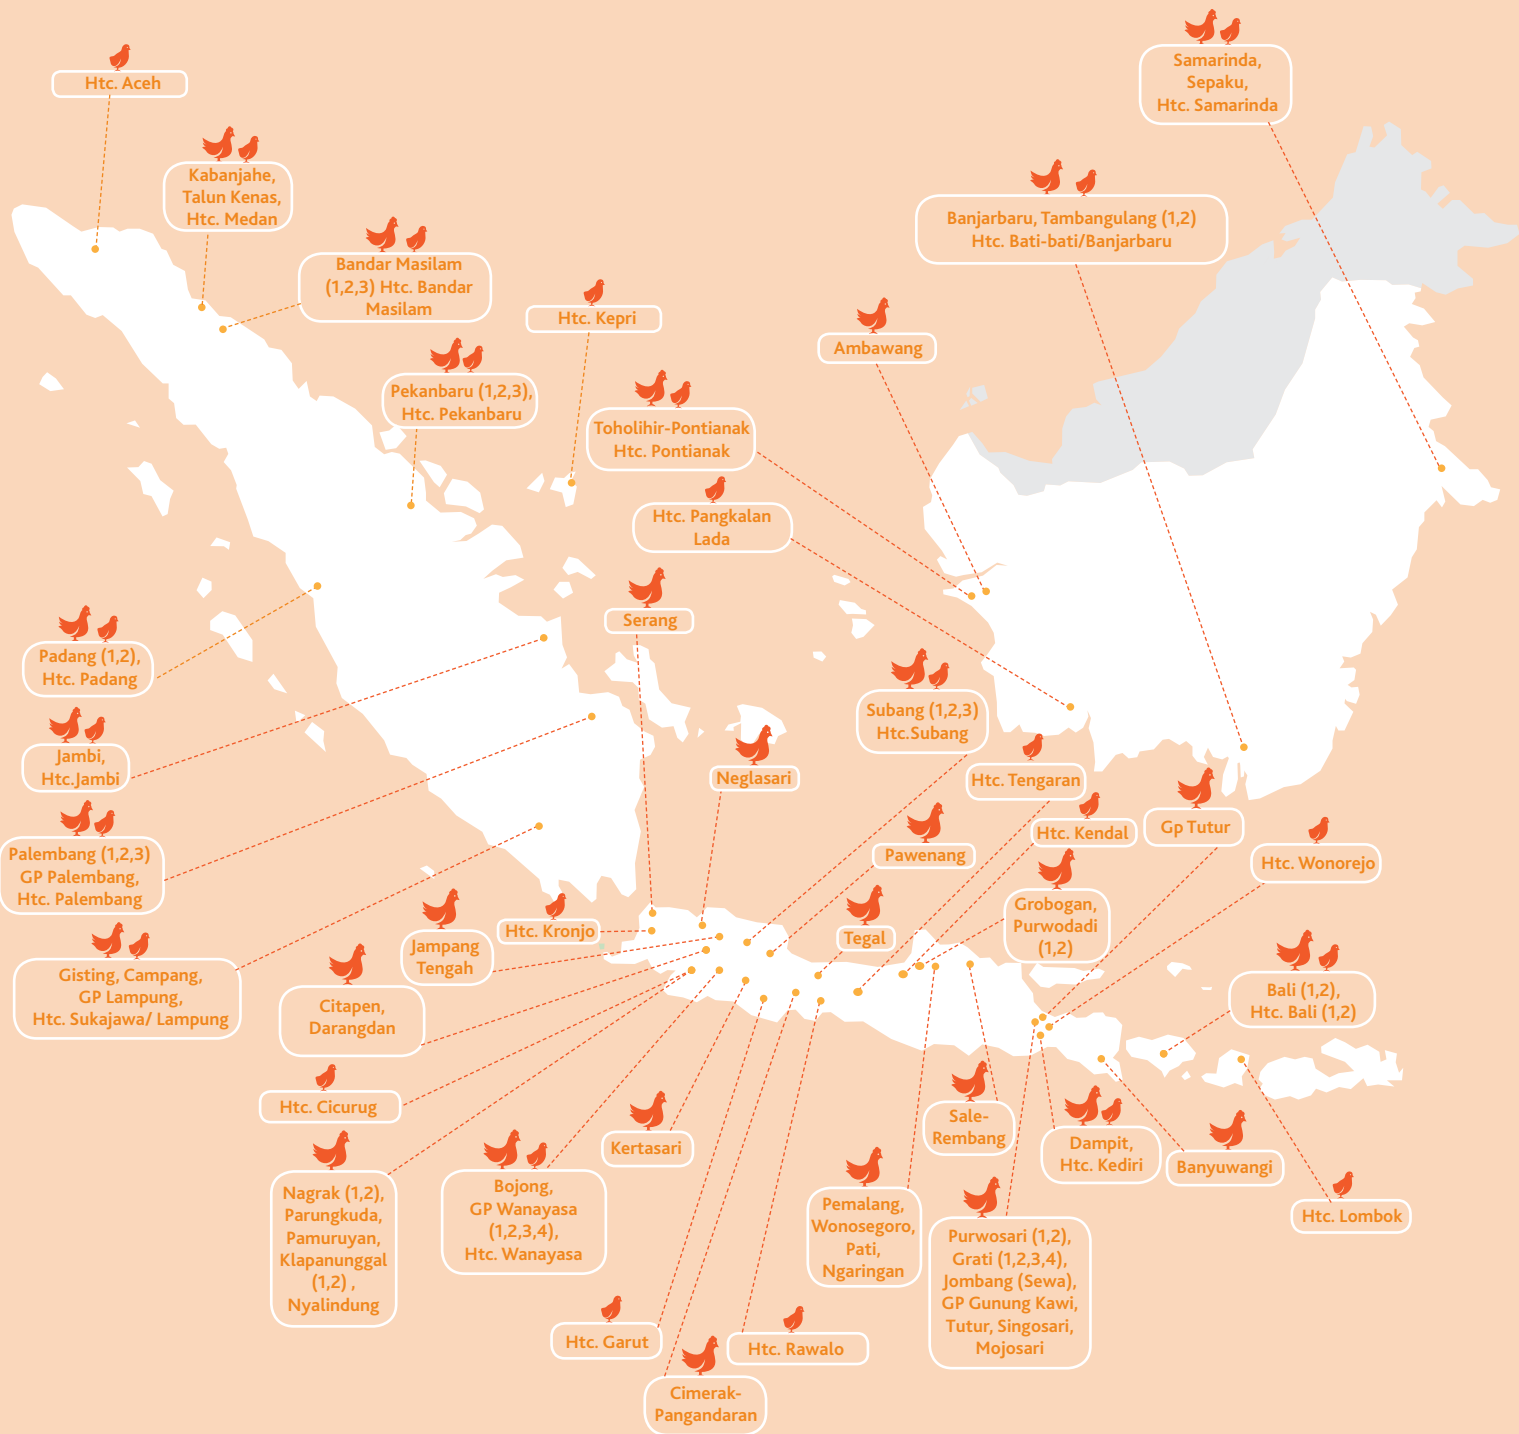 Htc. Aceh
Samarinda,
Sepaku,
Htc. Samarinda
Kabanjahe,
Talun Kenas,
Htc. Medan
Banjarbaru, Tambangulang (1,2)
Htc. Bati-bati/Banjarbaru
Bandar Masilam
(1,2,3) Htc. Bandar
Masilam
Htc. Kepri
Ambawang
Pekanbaru (1,2,3),
Htc. Pekanbaru
Toholihir-Pontianak
Htc. Pontianak
Htc. Pangkalan
Lada
Serang
Padang (1,2),
Htc. Padang
Subang (1,2,3)
Htc.Subang
Jambi,
Htc.Jambi
Neglasari
Htc. Tengaran
Htc. Kendal
Gp Tutur
Palembang (1,2,3)
GP Palembang,
Htc. Palembang
Pawenang
Htc. Wonorejo
Grobogan,
Purwodadi
(1,2)
Htc. Kronjo
Tegal
Jampang
Tengah
Gisting, Campang,
GP Lampung,
Htc. Sukajawa/ Lampung
Citapen,
Darangdan
Bali (1,2),
Htc. Bali (1,2)
Htc. Cicurug
Kertasari
Sale-
Rembang
Dampit,
Htc. Kediri
Banyuwangi
Nagrak (1,2),
Parungkuda,
Pamuruyan,
Klapanunggal
(1,2) ,
Nyalindung
Bojong,
GP Wanayasa
(1,2,3,4),
Htc. Wanayasa
Pemalang,
Wonosegoro,
Pati,
Ngaringan
Htc. Lombok
Purwosari (1,2),
Grati (1,2,3,4),
Jombang (Sewa),
GP Gunung Kawi,
Tutur, Singosari,
Mojosari
Htc. Garut
Htc. Rawalo
Cimerak-
Pangandaran